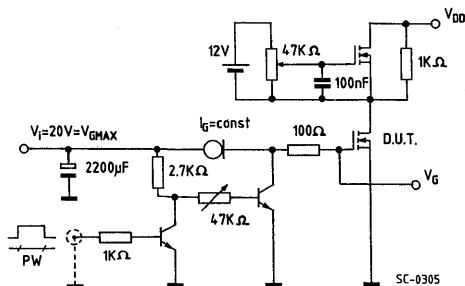 V_DD
12V
47KΩ
100nF
1KΩ
V_i=20V=V_GMAX
I_G=const
100Ω
D.U.T.
2200µF
2.7KΩ
V_G
47KΩ
PW
1KΩ
SC-0305